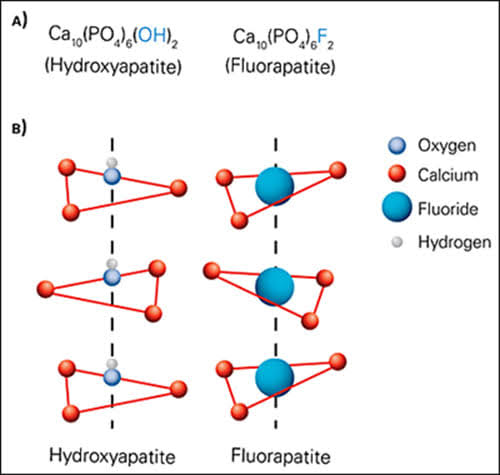 A)
Ca₁₀(PO₄)₆(OH)₂ Ca₁₀(PO₄)₆F₂
(Hydroxyapatite) (Fluorapatite)
B)
Oxygen
Calcium
Fluoride
Hydrogen
Hydroxyapatite Fluorapatite